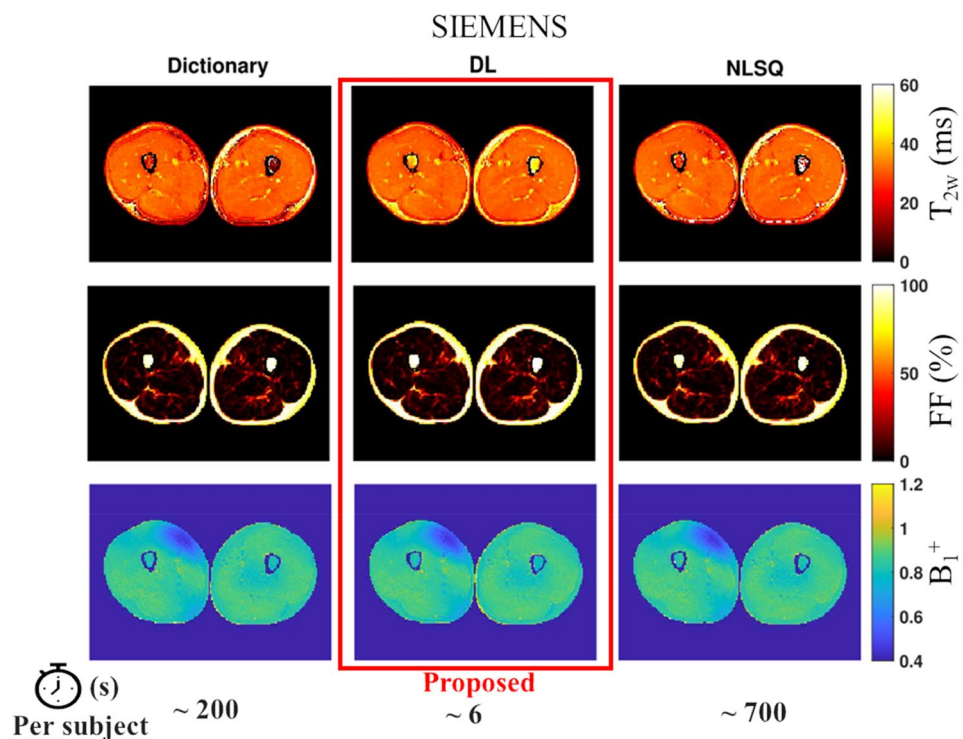 SIEMENS
Dictionary DL NLSQ
60
40
20
0
T2w (ms)
100
50
0
FF (%)
1.2
1
0.8
0.6
0.4
B1+
(s)
Per subject
Proposed
~ 200 ~ 6 ~ 700